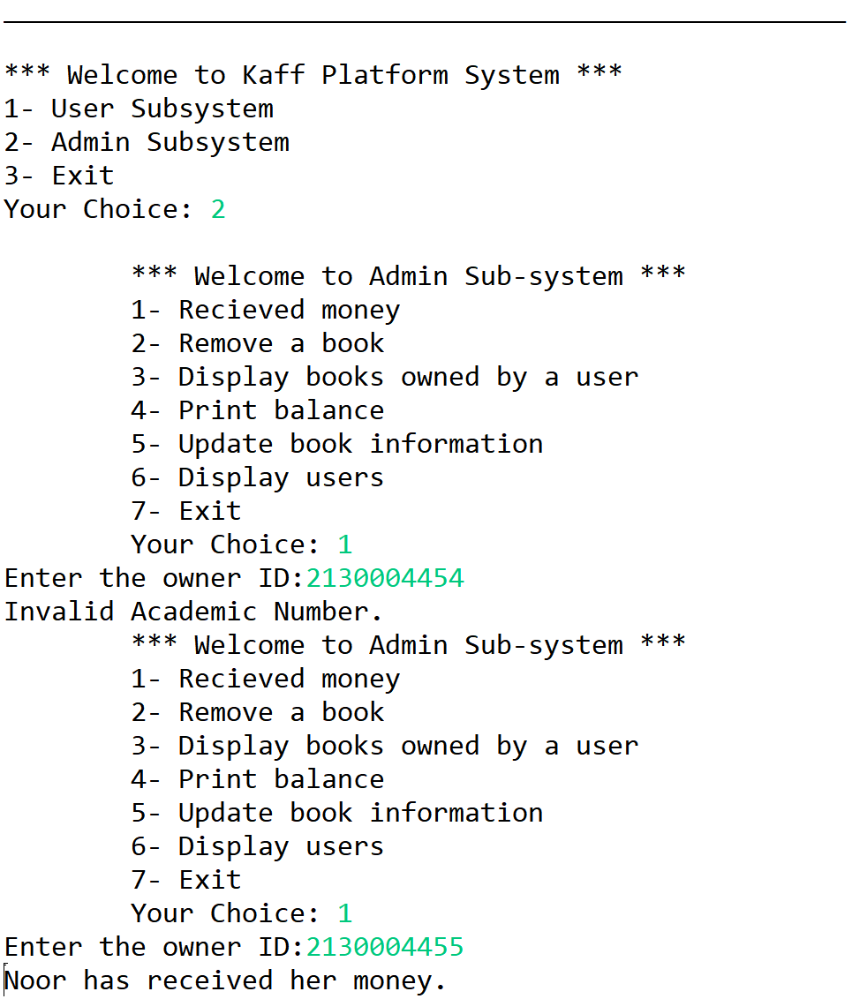 *** Welcome to Kaff Platform System ***
1- User Subsystem
2- Admin Subsystem
3- Exit
Your Choice: 2
*** Welcome to Admin Sub-system ***
1- Recieved money
2- Remove a book
3- Display books owned by a user
4- Print balance
5- Update book information
6- Display users
7- Exit
Your Choice: 1
Enter the owner ID:2130004454
Invalid Academic Number.
*** Welcome to Admin Sub-system ***
1- Recieved money
2- Remove a book
3- Display books owned by a user
4- Print balance
5- Update book information
6- Display users
7- Exit
Your Choice: 1
Enter the owner ID:2130004455
Noor has received her money.